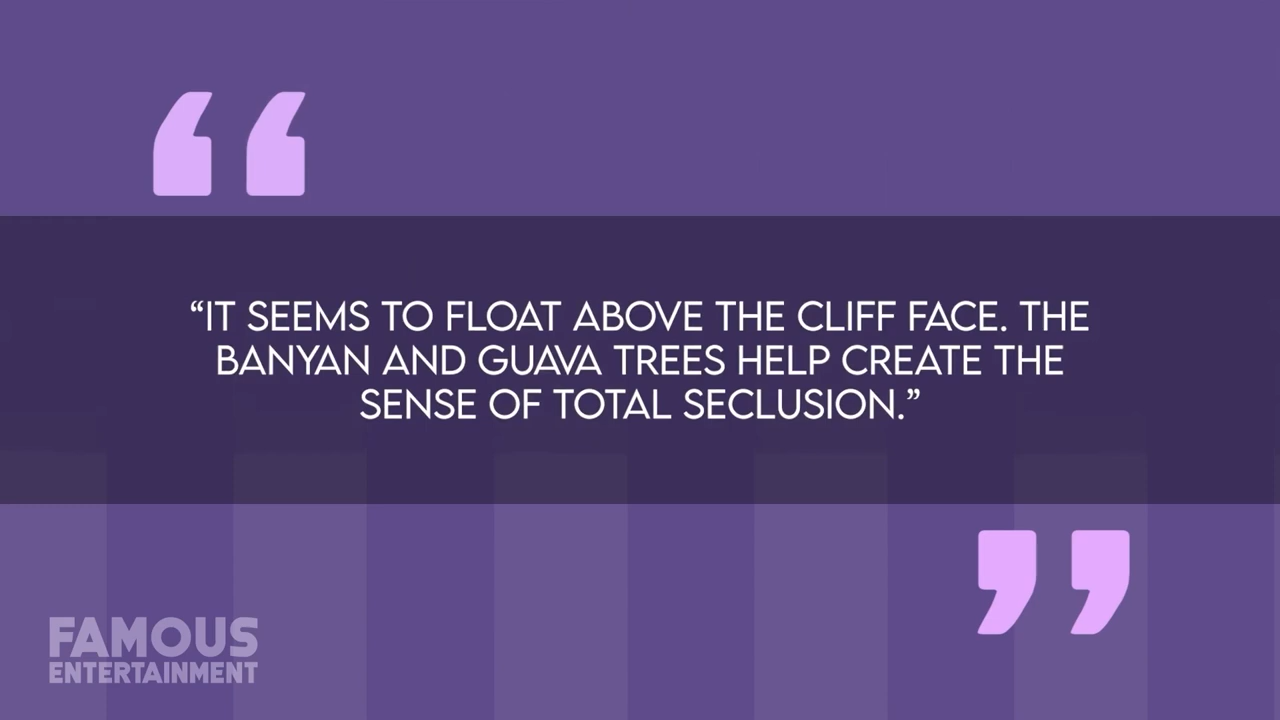 “IT SEEMS TO FLOAT ABOVE THE CLIFF FACE. THE
BANYAN AND GUAVA TREES HELP CREATE THE
SENSE OF TOTAL SECLUSION.”
FAMOUS
ENTERTAINMENT